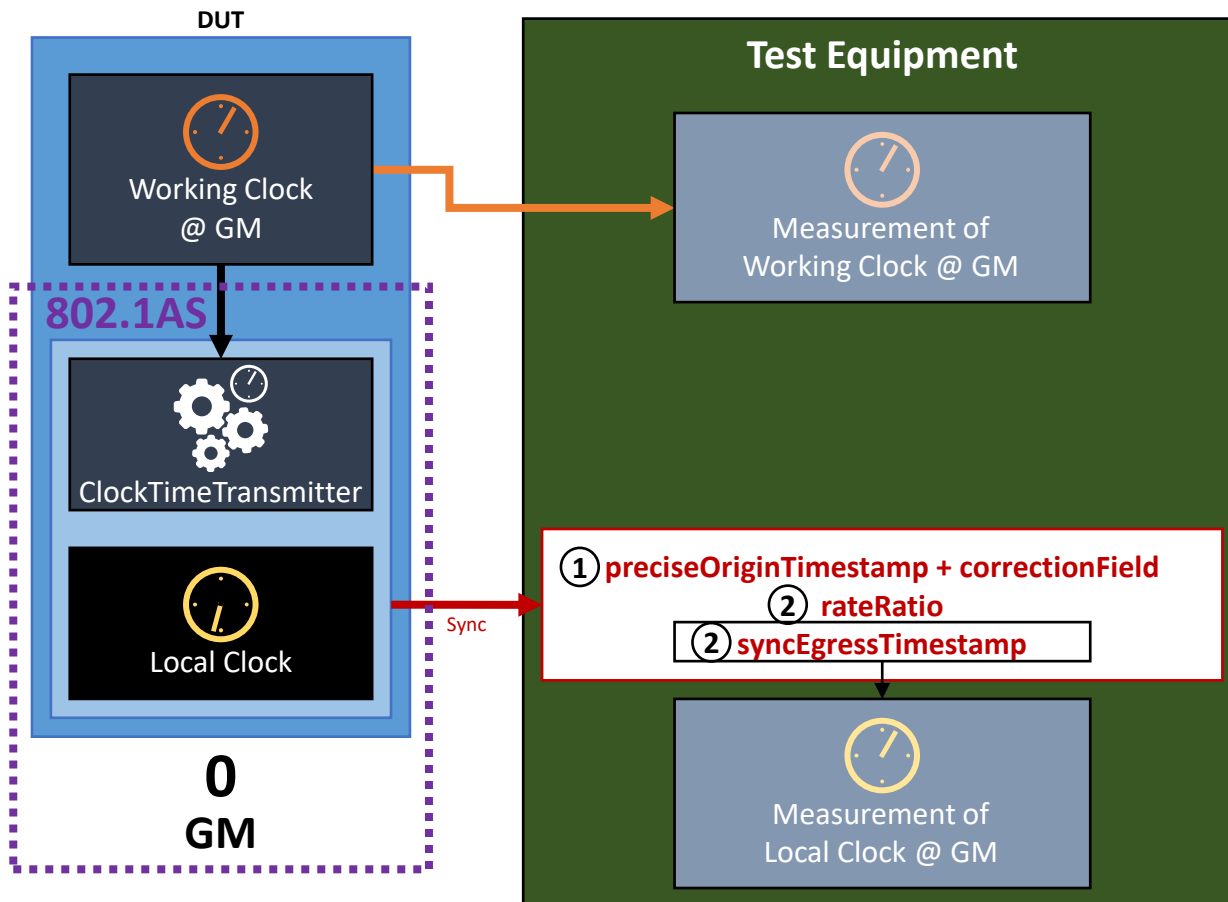 DUT
Working Clock
@ GM
802.1AS
ClockTimeTransmitter
Local Clock
0
GM
Sync
Test Equipment
Measurement of
Working Clock @ GM
1 preciseOriginTimestamp + correctionField
2 rateRatio
2 syncEgressTimestamp
Measurement of
Local Clock @ GM